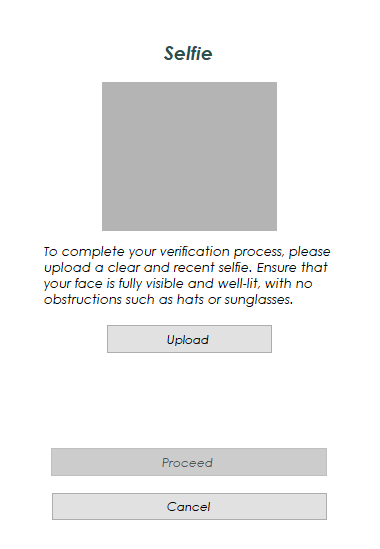 Selfie
To complete your verification process, please
upload a clear and recent selfie. Ensure that
your face is fully visible and well-lit, with no
obstructions such as hats or sunglasses.
Upload
Proceed
Cancel